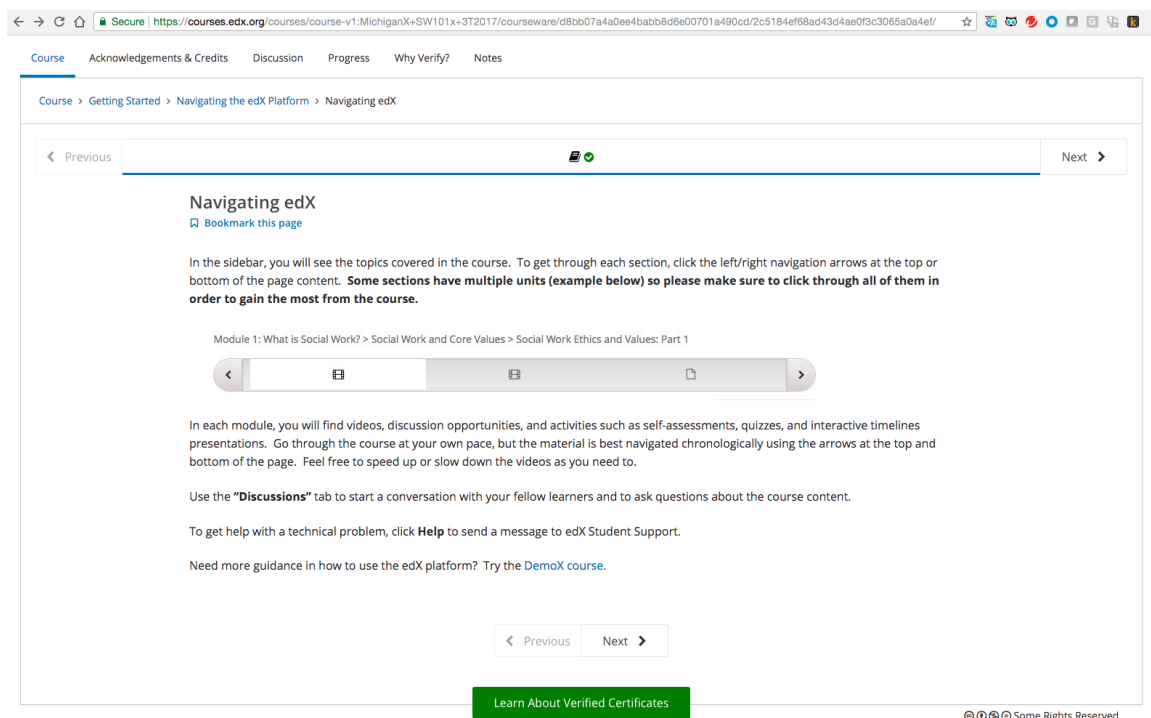 Secure | https://courses.edx.org/courses/course-v1:MichiganX+SW101x+3T2017/courseware/d8bb07a4a0ee4babb8d6e00701a490cd/2c5184ef68ad43d4ae0f3c3065a0a4ef/
Course Acknowledgements & Credits Discussion Progress Why Verify? Notes
Course > Getting Started > Navigating the edX Platform > Navigating edX
Previous Next
Navigating edX
Bookmark this page
In the sidebar, you will see the topics covered in the course. To get through each section, click the left/right navigation arrows at the top or
bottom of the page content. Some sections have multiple units (example below) so please make sure to click through all of them in
order to gain the most from the course.
Module 1: What is Social Work? > Social Work and Core Values > Social Work Ethics and Values: Part 1
In each module, you will find videos, discussion opportunities, and activities such as self-assessments, quizzes, and interactive timelines
presentations. Go through the course at your own pace, but the material is best navigated chronologically using the arrows at the top and
bottom of the page. Feel free to speed up or slow down the videos as you need to.
Use the “Discussions” tab to start a conversation with your fellow learners and to ask questions about the course content.
To get help with a technical problem, click Help to send a message to edX Student Support.
Need more guidance in how to use the edX platform? Try the DemoX course.
Previous Next
Learn About Verified Certificates
Some Rights Reserved